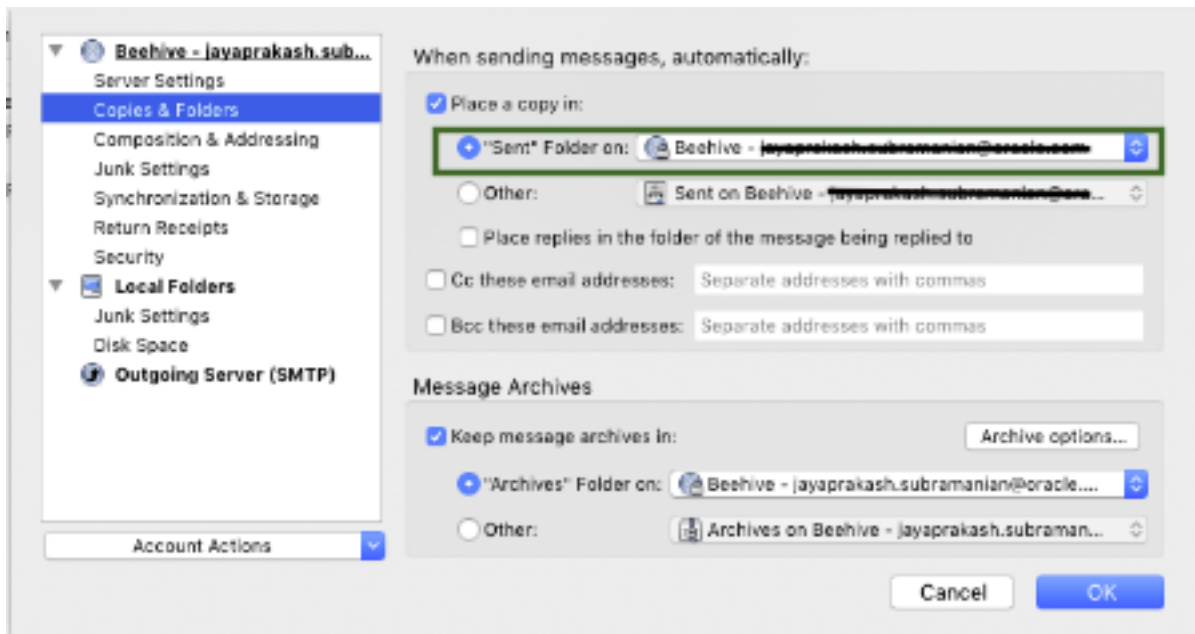 Beehive - jayaprakash.sub...
Server Settings
Copies & Folders
Composition & Addressing
Junk Settings
Synchronization & Storage
Return Receipts
Security
Local Folders
Junk Settings
Disk Space
Outgoing Server (SMTP)
Account Actions
When sending messages, automatically:
Place a copy in:
"Sent" Folder on: Beehive -
Other: Sent on Beehive - ...
Place replies in the folder of the message being replied to
Cc these email addresses: Separate addresses with commas
Bcc these email addresses: Separate addresses with commas
Message Archives
Keep message archives in: Archive options...
"Archives" Folder on: Beehive - jayaprakash.subramanian@oracle....
Other: Archives on Beehive - jayaprakash.subraman...
Cancel OK